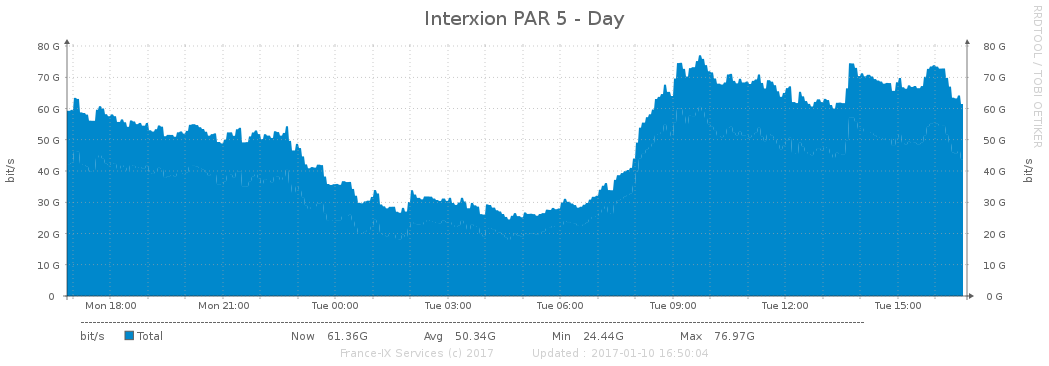 Interxion PAR 5 - Day
RRDTOOL / TOBI OETIKER
bit/s
bit/s
80 G 80 G
70 G 70 G
60 G 60 G
50 G 50 G
40 G 40 G
30 G 30 G
20 G 20 G
10 G 10 G
0 0 G
Mon 18:00 Mon 21:00 Tue 00:00 Tue 03:00 Tue 06:00 Tue 09:00 Tue 12:00 Tue 15:00
bit/s Total Now 61.36G Avg 50.34G Min 24.44G Max 76.97G
France-IX Services (c) 2017 Updated : 2017-01-10 16:50:04